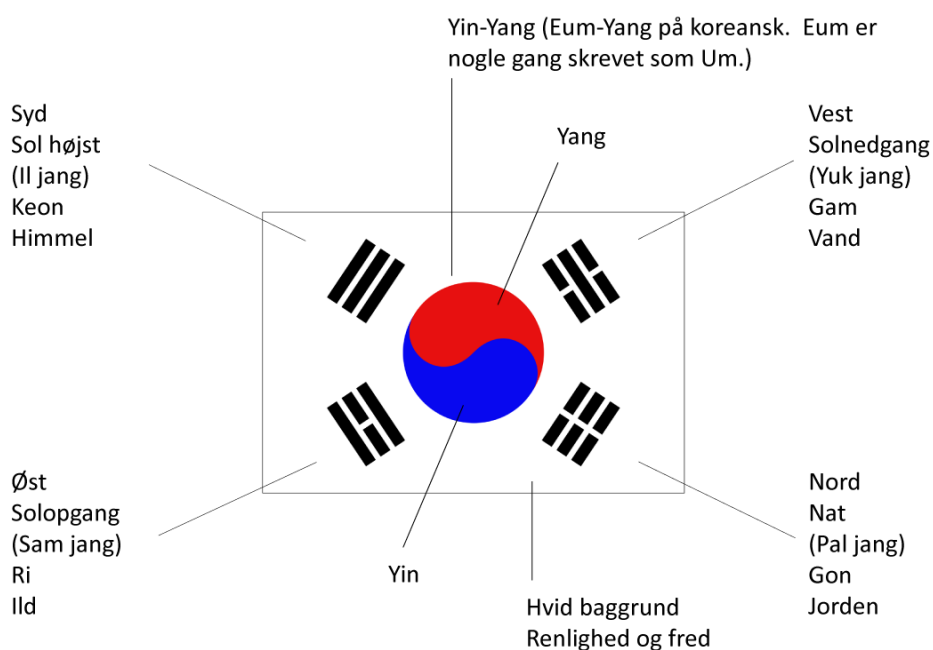 Yin-Yang (Eum-Yang på koreansk.  Eum er
nogle gang skrevet som Um.)
Syd
Sol højst
(Il jang)
Keon
Himmel
Yang
Vest
Solnedgang
(Yuk jang)
Gam
Vand
Øst
Solopgang
(Sam jang)
Ri
Ild
Yin
Hvid baggrund
Renlighed og fred
Nord
Nat
(Pal jang)
Gon
Jorden